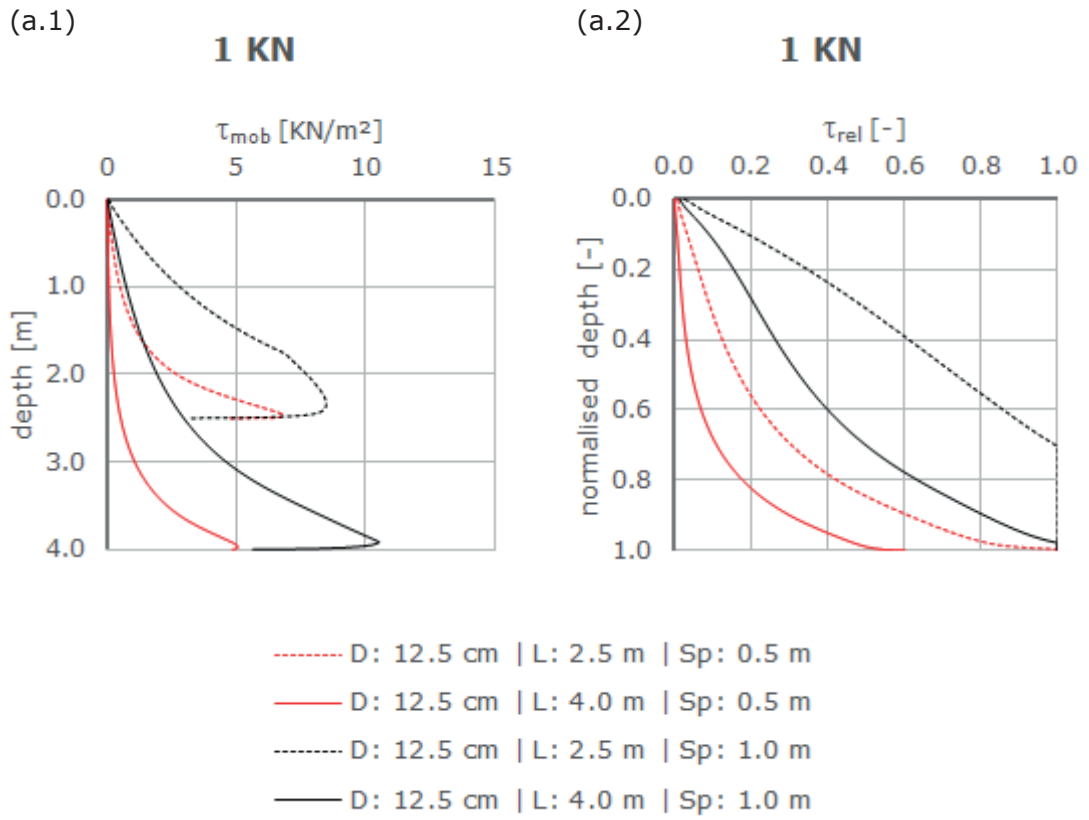 (a.1)
1 KN
τmob [KN/m²]
0 5 10 15
depth [m]
0.0
1.0
2.0
3.0
4.0
(a.2)
1 KN
τrel [-]
0.0 0.2 0.4 0.6 0.8 1.0
normalised depth [-]
0.0
0.2
0.4
0.6
0.8
1.0
D: 12.5 cm | L: 2.5 m | Sp: 0.5 m
D: 12.5 cm | L: 4.0 m | Sp: 0.5 m
D: 12.5 cm | L: 2.5 m | Sp: 1.0 m
D: 12.5 cm | L: 4.0 m | Sp: 1.0 m